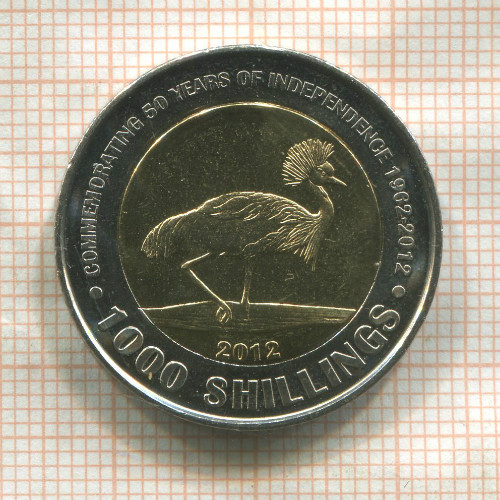 COMMEMORATING 50 YEARS OF INDEPENDENCE 1962-2012
2012
• 1000 SHILLINGS •